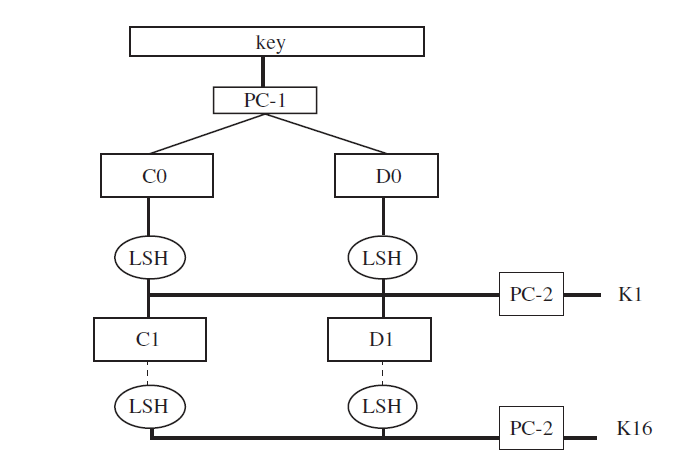 key
PC-1
C0 D0
LSH LSH
PC-2 K1
C1 D1
LSH LSH
PC-2 K16